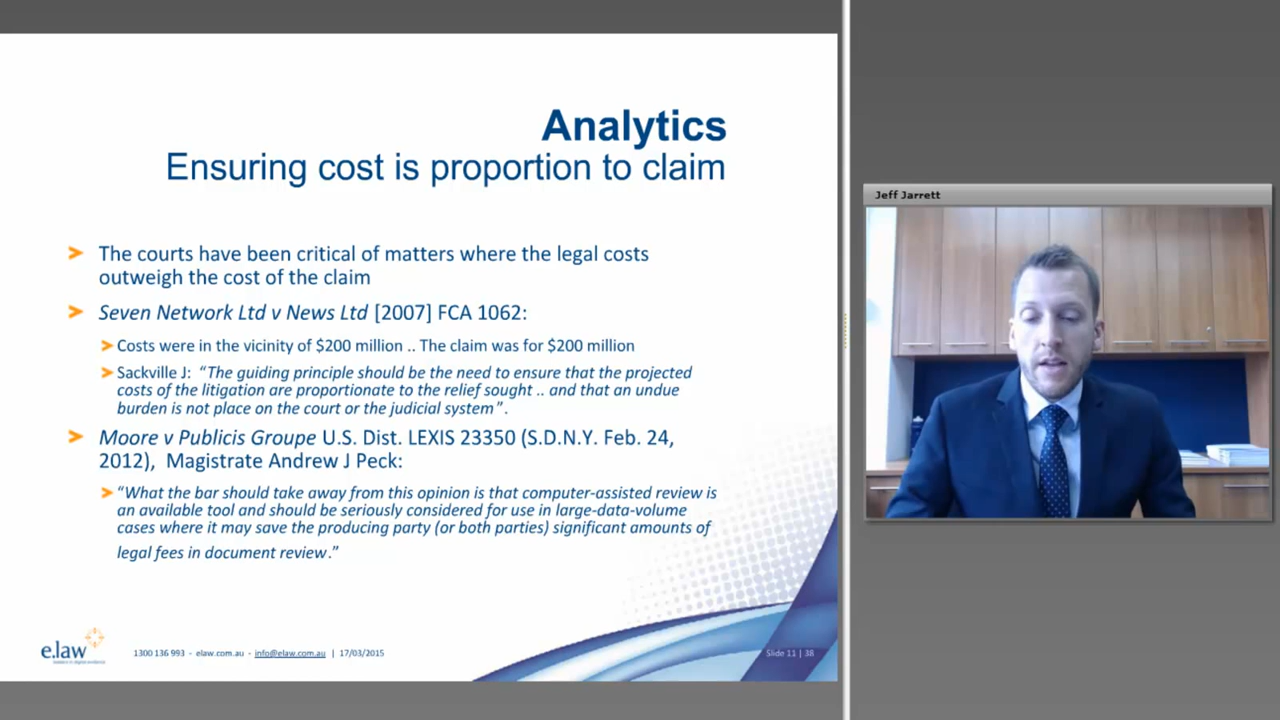 Analytics
Ensuring cost is proportion to claim
The courts have been critical of matters where the legal costs
outweigh the cost of the claim
Seven Network Ltd v News Ltd [2007] FCA 1062:
Costs were in the vicinity of $200 million .. The claim was for $200 million
Sackville J: “The guiding principle should be the need to ensure that the projected
costs of the litigation are proportionate to the relief sought .. and that an undue
burden is not place on the court or the judicial system”.
Moore v Publicis Groupe U.S. Dist. LEXIS 23350 (S.D.N.Y. Feb. 24,
2012), Magistrate Andrew J Peck:
“What the bar should take away from this opinion is that computer-assisted review is
an available tool and should be seriously considered for use in large-data-volume
cases where it may save the producing party (or both parties) significant amounts of
legal fees in document review.”
e.law
1300 136 993 - elaw.com.au - info@elaw.com.au | 17/03/2015
Slide 11 | 38
Jeff Jarrett